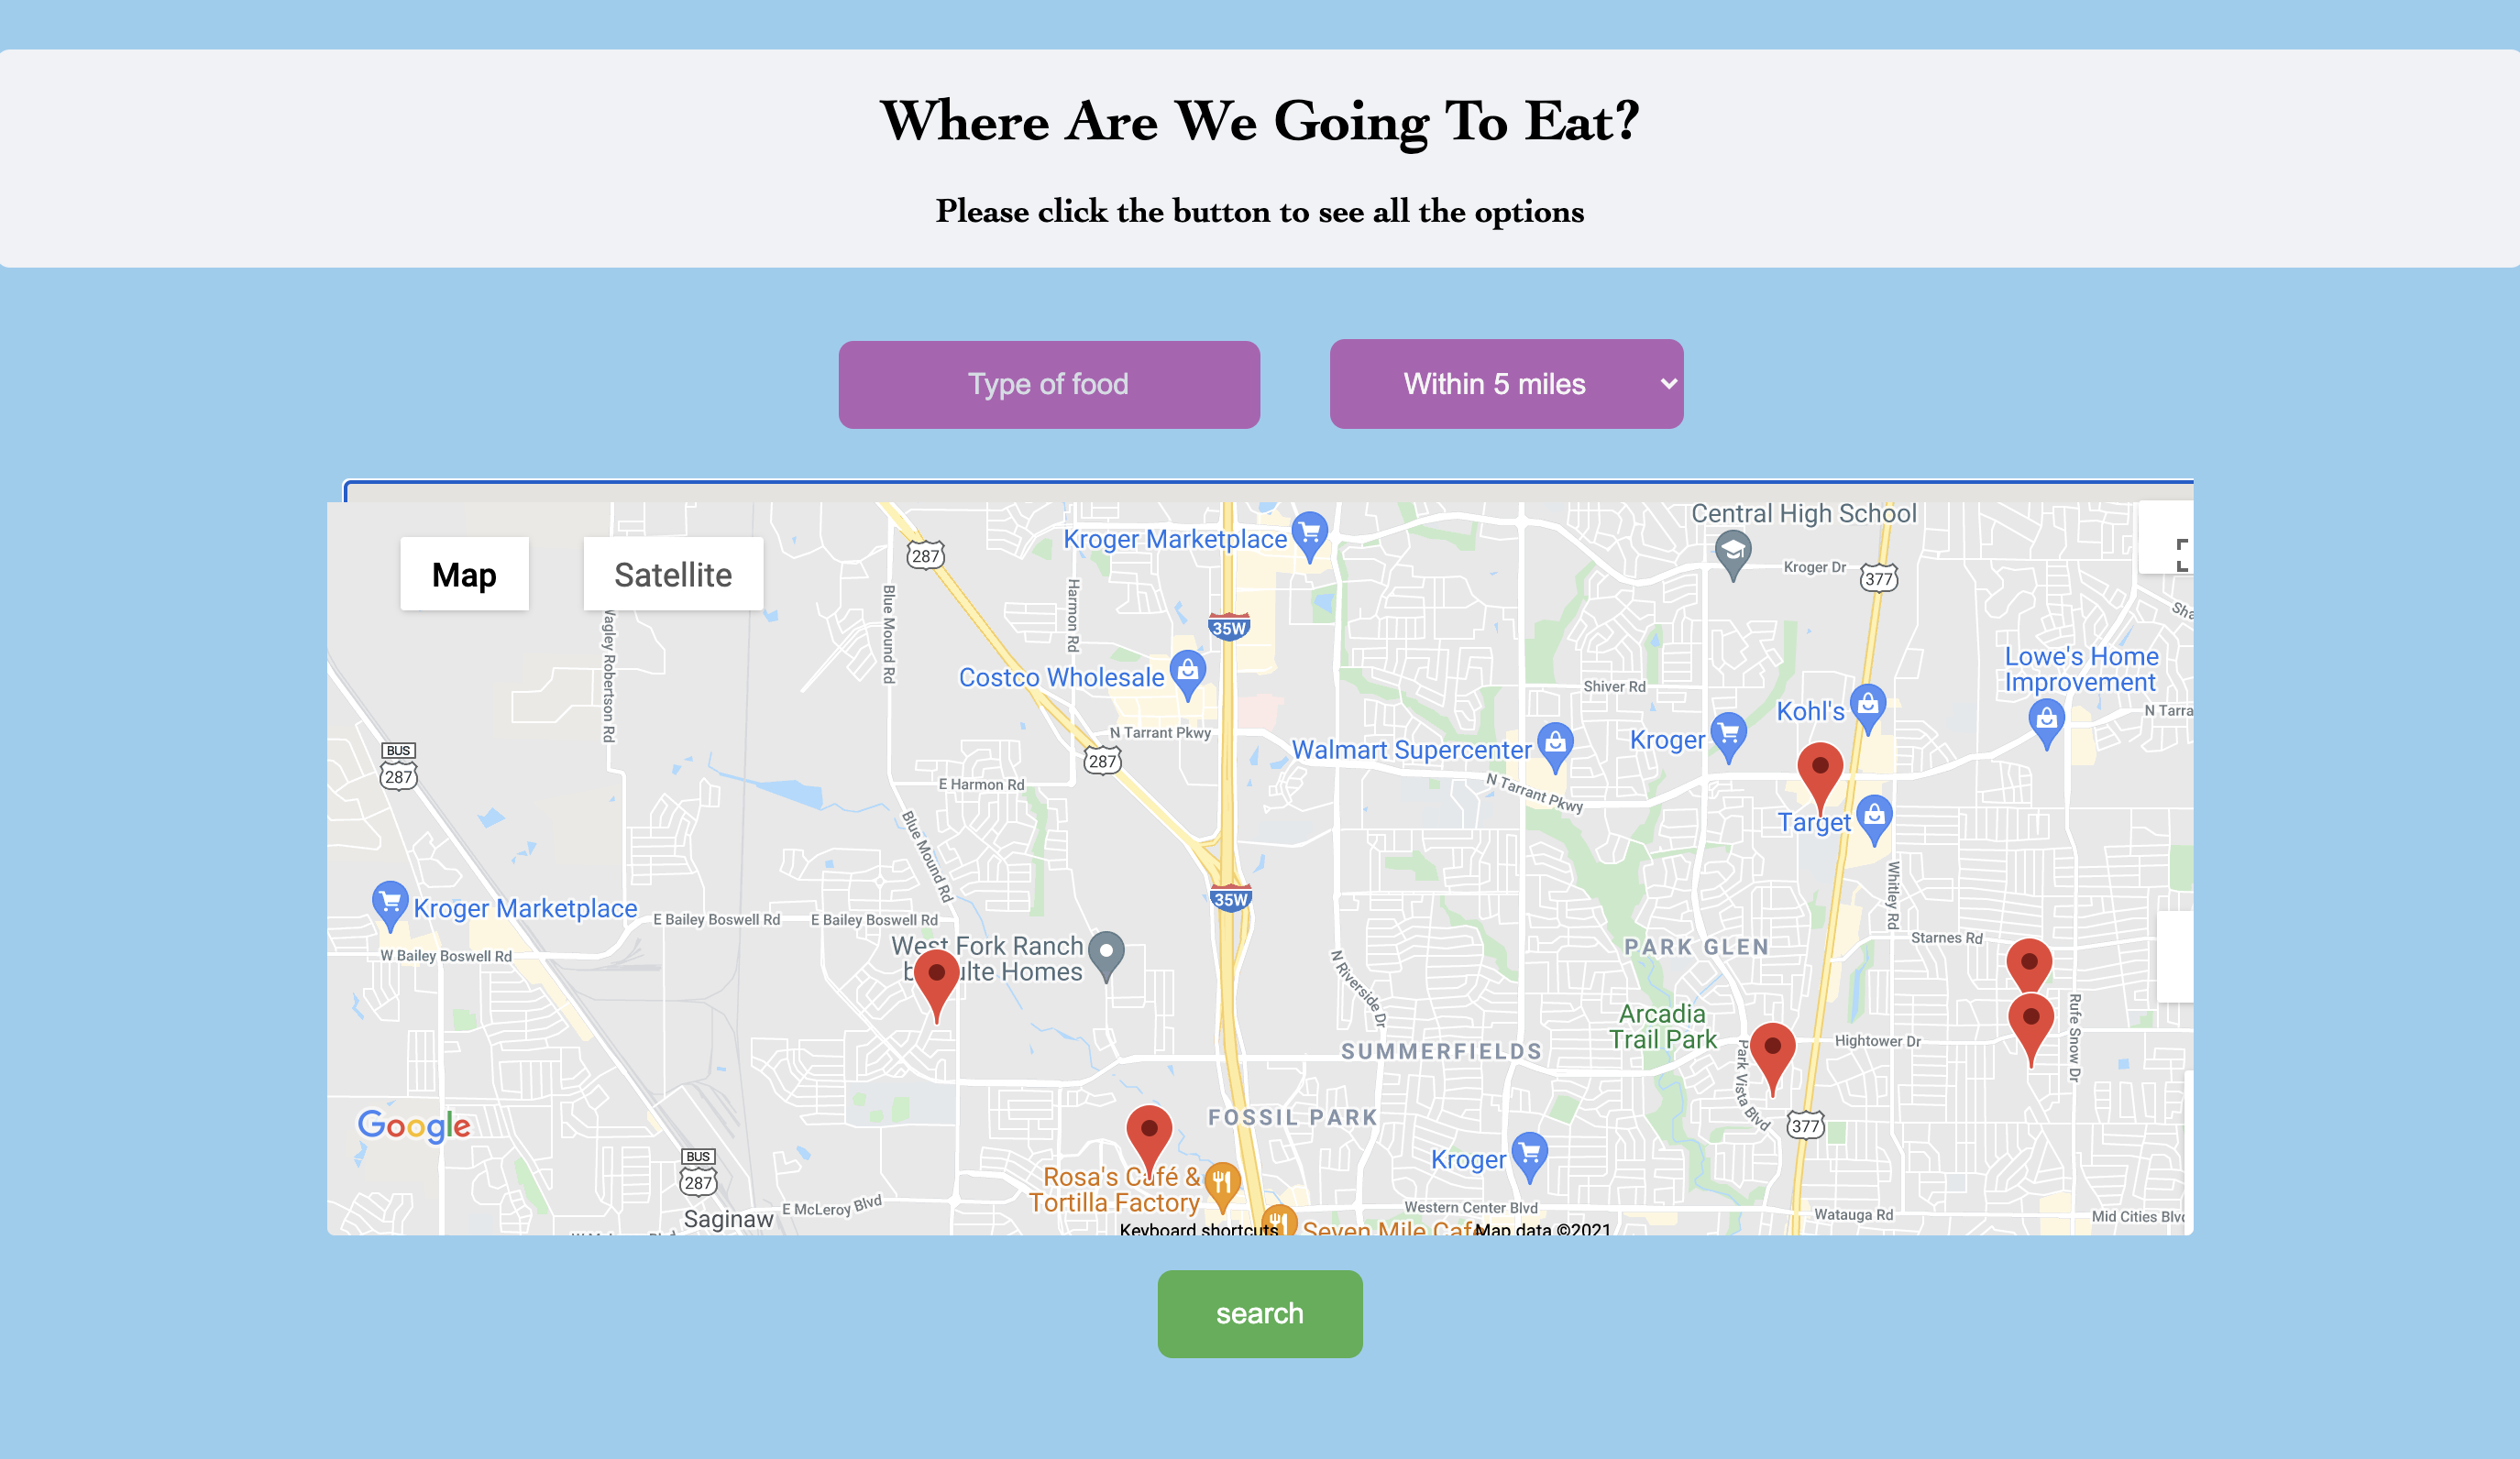 Where Are We Going To Eat?
Please click the button to see all the options
Type of food
Within 5 miles
Central High School
Kroger Marketplace
287
Map
Satellite
Kroger Dr
377
Blue Mound Rd
Harmon Rd
35W
Wagley Robertson Rd
Costco Wholesale
Lowe's Home
Improvement
Shiver Rd
Kohl's
N Tarrant Pkwy
Walmart Supercenter
Kroger
BUS
287
287
E Harmon Rd
N Tarrant Pkwy
Target
Blue Mound Rd
Whitley Rd
35W
Kroger Marketplace
E Bailey Boswell Rd
E Bailey Boswell Rd
W Bailey Boswell Rd
West Fork Ranch
PARK GLEN
Starnes Rd
N Riverside Dr
Rufe Snow Dr
Arcadia
Trail Park
SUMMERFIELDS
Hightower Dr
Park Vista Blvd
Google
FOSSIL PARK
377
BUS
287
Kroger
Rosa's Café &
Tortilla Factory
E McLeroy Blvd
Saginaw
Western Center Blvd
Watauga Rd
Mid Cities Blvd
Keyboard shortcuts
Seven Mile Cafe
Map data ©2021
search